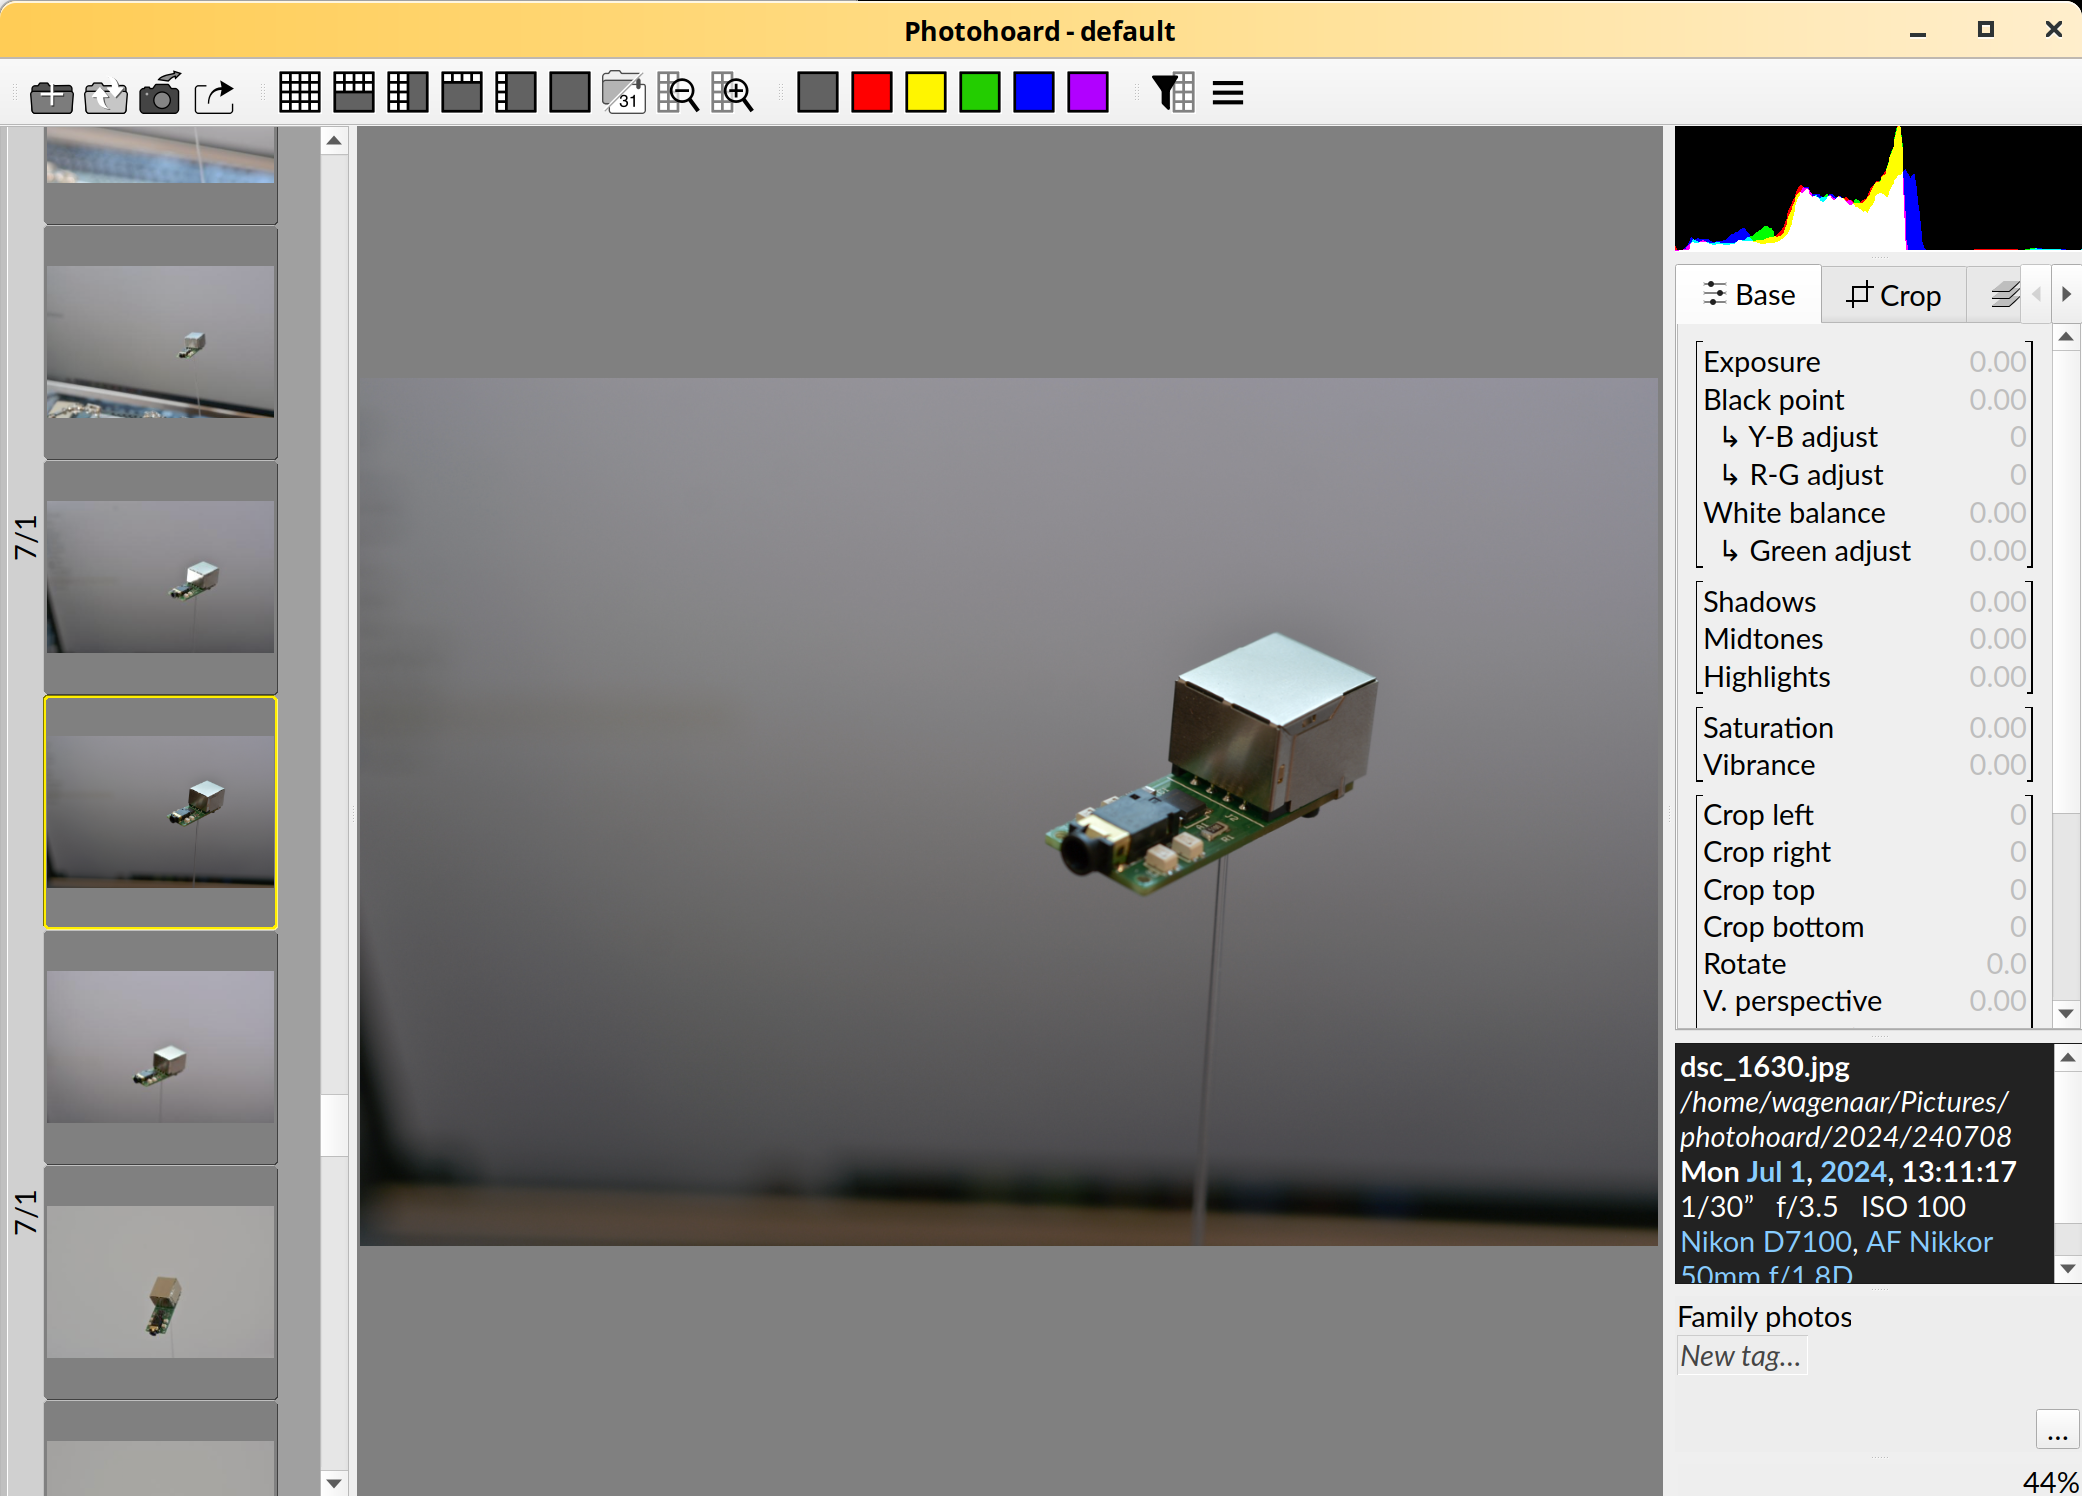 Photohoard - default
31
7/1
7/1
Base
Crop
Exposure 0.00
Black point 0.00
↳ Y-B adjust 0
↳ R-G adjust 0
White balance 0.00
↳ Green adjust 0.00
Shadows 0.00
Midtones 0.00
Highlights 0.00
Saturation 0.00
Vibrance 0.00
Crop left 0
Crop right 0
Crop top 0
Crop bottom 0
Rotate 0.0
V. perspective 0.00
dsc_1630.jpg
/home/wagenaar/Pictures/
photohoard/2024/240708
Mon Jul 1, 2024, 13:11:17
1/30” f/3.5 ISO 100
Nikon D7100, AF Nikkor
50mm f/1.8D
Family photos
New tag...
...
44%
J2